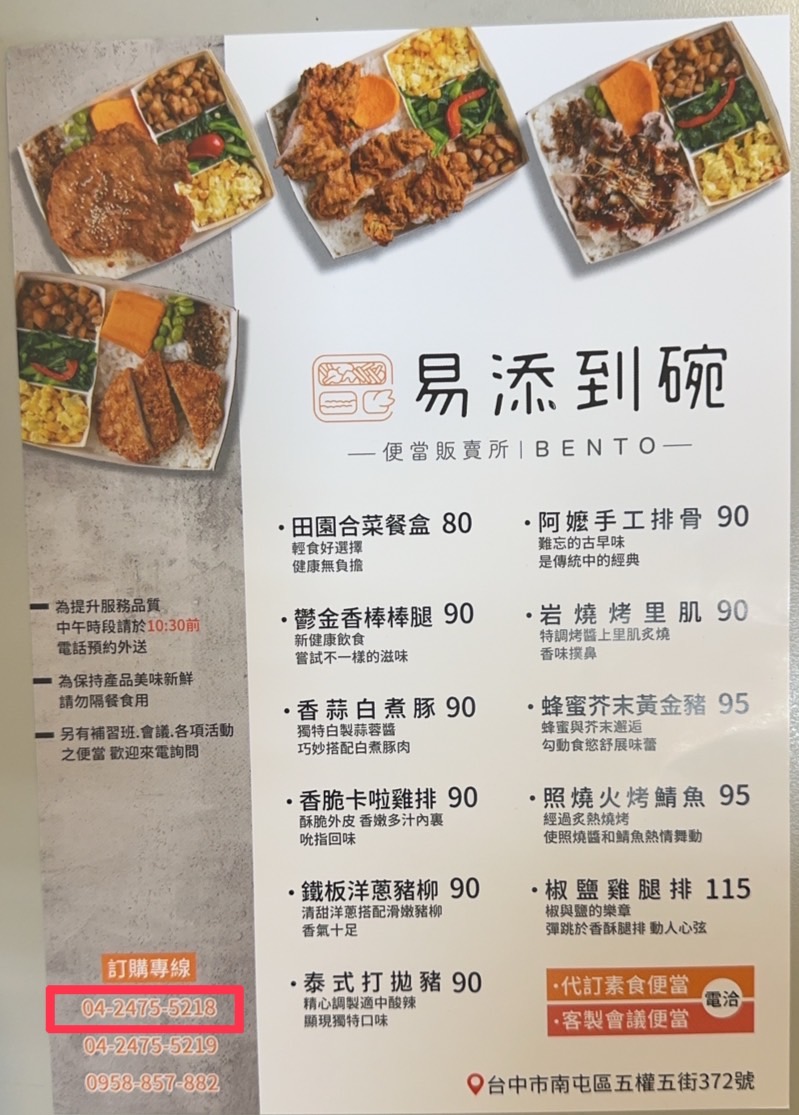 易添到碗
便當販賣所|BENTO
・田園合菜餐盒 80
輕食好選擇
健康無負擔
・鬱金香棒棒腿 90
新健康飲食
嘗試不一樣的滋味
・香蒜白煮豚 90
獨特白製蒜蓉醬
巧妙搭配白煮豚肉
・香脆卡啦雞排 90
酥脆外皮 香嫩多汁內裏
吮指回味
・鐵板洋蔥豬柳 90
清甜洋蔥搭配滑嫩豬柳
香氣十足
・泰式打拋豬 90
精心調製適中酸辣
顯現獨特口味
・阿嬤手工排骨 90
難忘的古早味
是傳統中的經典
・岩燒烤里肌 90
特調烤醬上里肌炙燒
香味撲鼻
・蜂蜜芥末黃金豬 95
蜂蜜與芥末邂逅
勾動食慾舒展味蕾
・照燒火烤鯖魚 95
經過炙熱燒烤
使照燒醬和鯖魚熱情舞動
・椒鹽雞腿排 115
椒與鹽的樂章
彈跳於香酥腿排 動人心弦
・代訂素食便當
・客製會議便當
電洽
台中市南屯區五權五街372號
為提升服務品質
中午時段請於10:30前
電話預約外送
為保持產品美味新鮮
請勿隔餐食用
另有補習班.會議.各項活動
之便當 歡迎來電詢問
訂購專線
04-2475-5218
04-2475-5219
0958-857-882